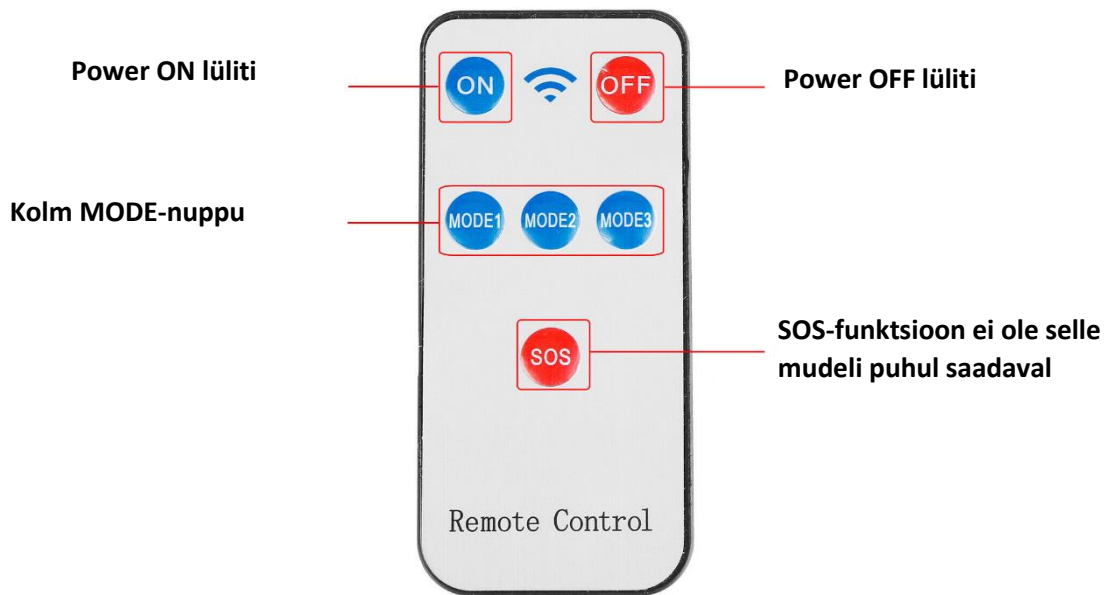 Power ON lüliti
ON
OFF
Power OFF lüliti
Kolm MODE-nuppu
MODE1 MODE2 MODE3
SOS-funktsioon ei ole selle
mudeli puhul saadaval
SOS
Remote Control